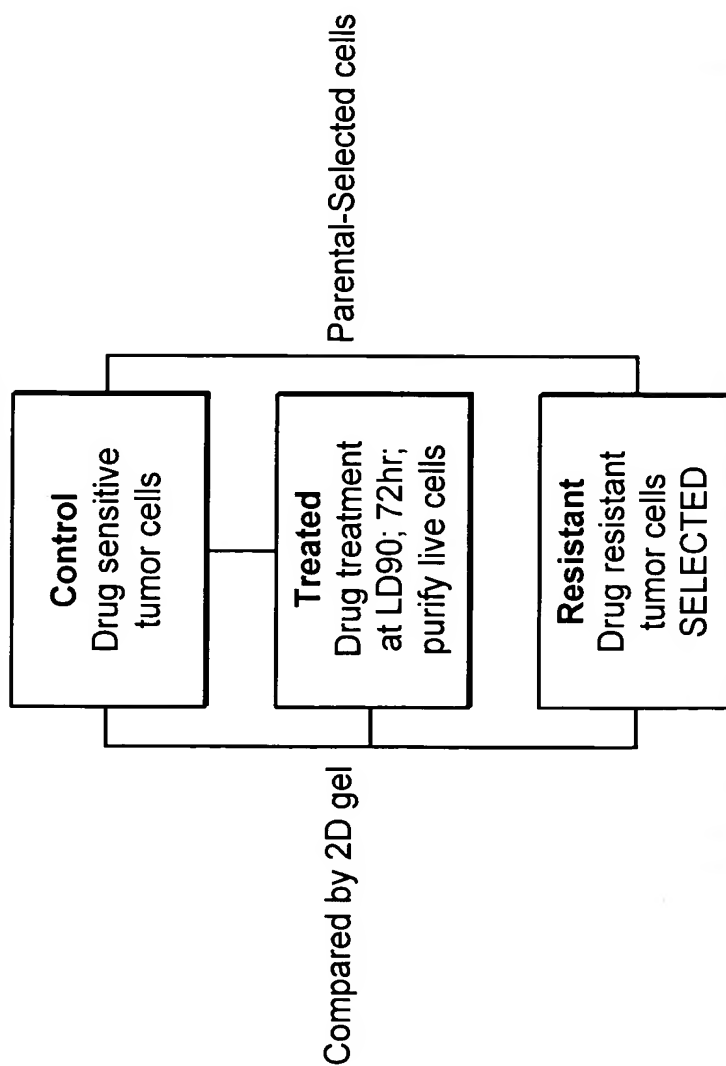 Control
Drug sensitive
tumor cells
Treated
Drug treatment
at LD90; 72hr;
purify live cells
Resistant
Drug resistant
tumor cells
SELECTED
Compared by 2D gel
Parental-Selected cells